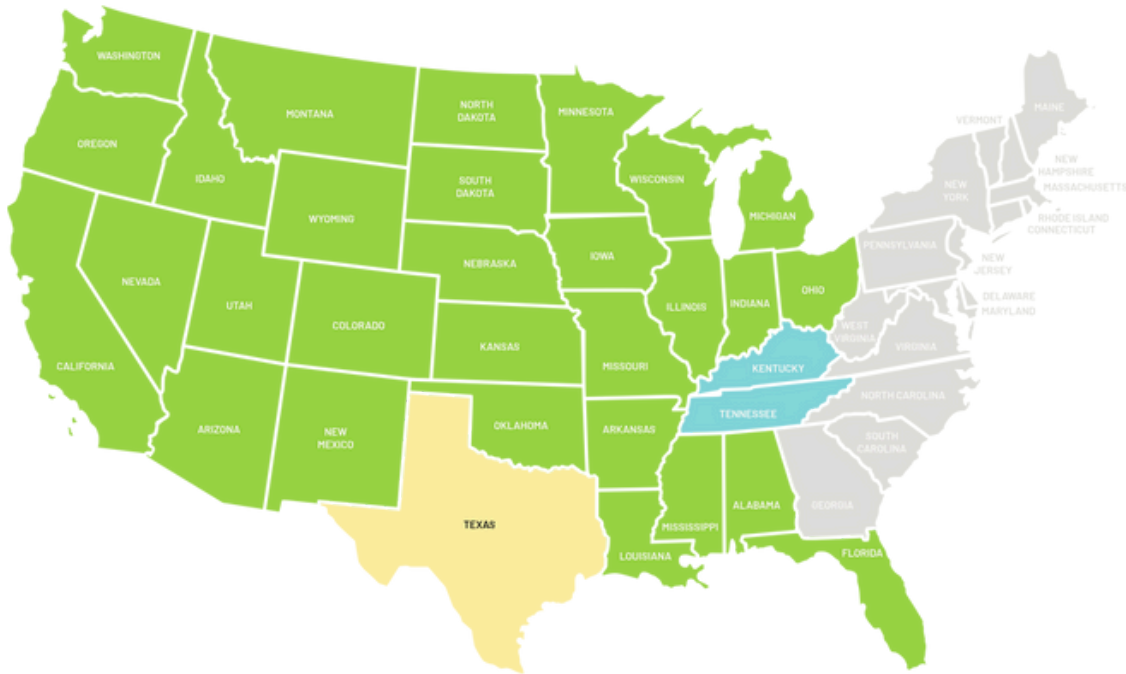 WASHINGTON
MONTANA
NORTH
DAKOTA
MINNESOTA
MAINE
VERMONT
OREGON
IDAHO
SOUTH
DAKOTA
WISCONSIN
NEW
HAMPSHIRE
MASSACHUSETT
NEW
YORK
WYOMING
MICHIGAN
RHODE ISLAND
CONNECTICUT
PENNSYLVANIA
NEW
JERSEY
NEBRASKA
IOWA
NEVADA
UTAH
ILLINOIS
INDIANA
OHIO
DELAWARE
MARYLAND
COLORADO
WEST
VIRGINIA
VIRGINIA
KANSAS
CALIFORNIA
MISSOURI
KENTUCKY
NORTH CAROLINA
TENNESSEE
ARIZONA
NEW
MEXICO
OKLAHOMA
ARKANSAS
SOUTH
CAROLINA
TEXAS
MISSISSIPPI
ALABAMA
GEORGIA
LOUISIANA
FLORIDA